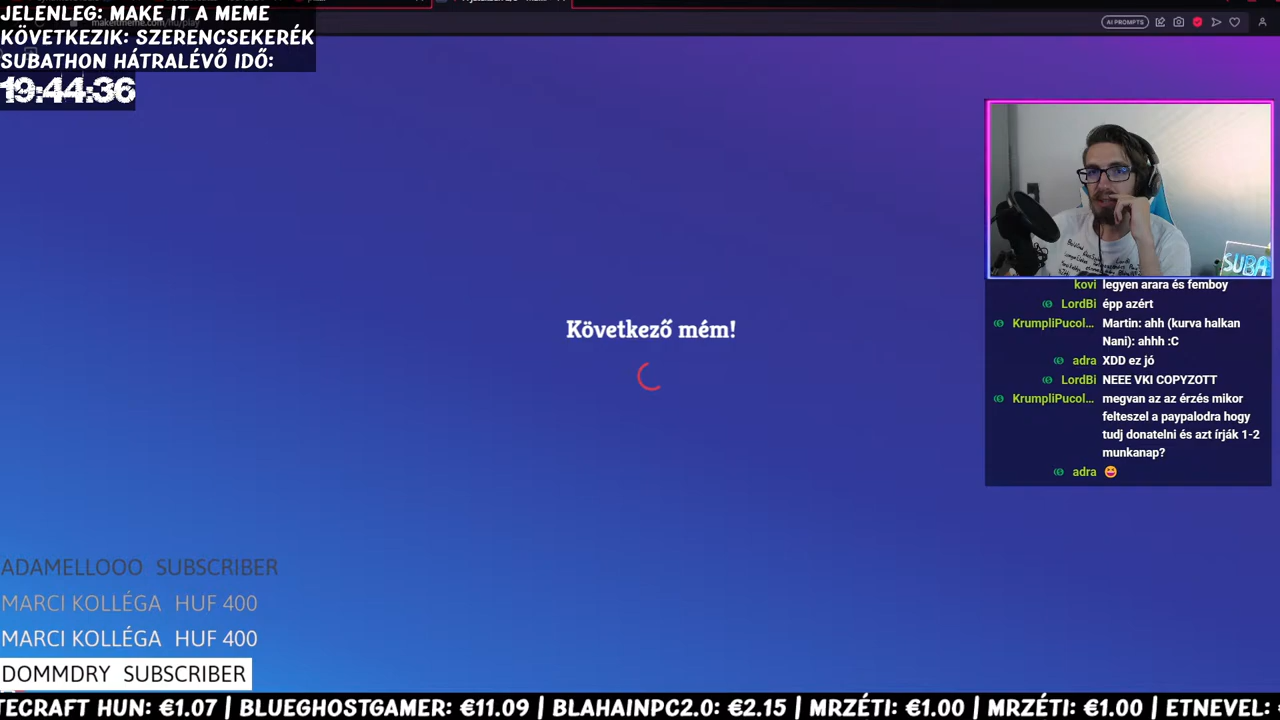 JELENLEG: MAKE IT A MEME
KÖVETKEZIK: SZERENCSEKERÉK
SUBATHON HÁTRALÉVŐ IDŐ:
19:44:36
AI PROMPTS
SUBA
Következő mém!
kovi legyen arara és femboy
LordBi épp azért
KrumpliPucol... Martin: ahh (kurva halkan
Nani): ahhh :C
adra XDD ez jó
LordBi NEEE VKI COPYZOTT
KrumpliPucol... megvan az az érzés mikor
felteszel a paypalodra hogy
tudj donatelni és azt írják 1-2
munkanap?
adra 😄
ADAMELLOOO SUBSCRIBER
MARCI KOLLÉGA HUF 400
MARCI KOLLÉGA HUF 400
DOMMDRY SUBSCRIBER
TECRAFT HUN: €1.07 | BLUEGHOSTGAMER: €11.09 | BLAHAINPC2.0: €2.15 | MRZÉTI: €1.00 | MRZÉTI: €1.00 | ETNEVEL: